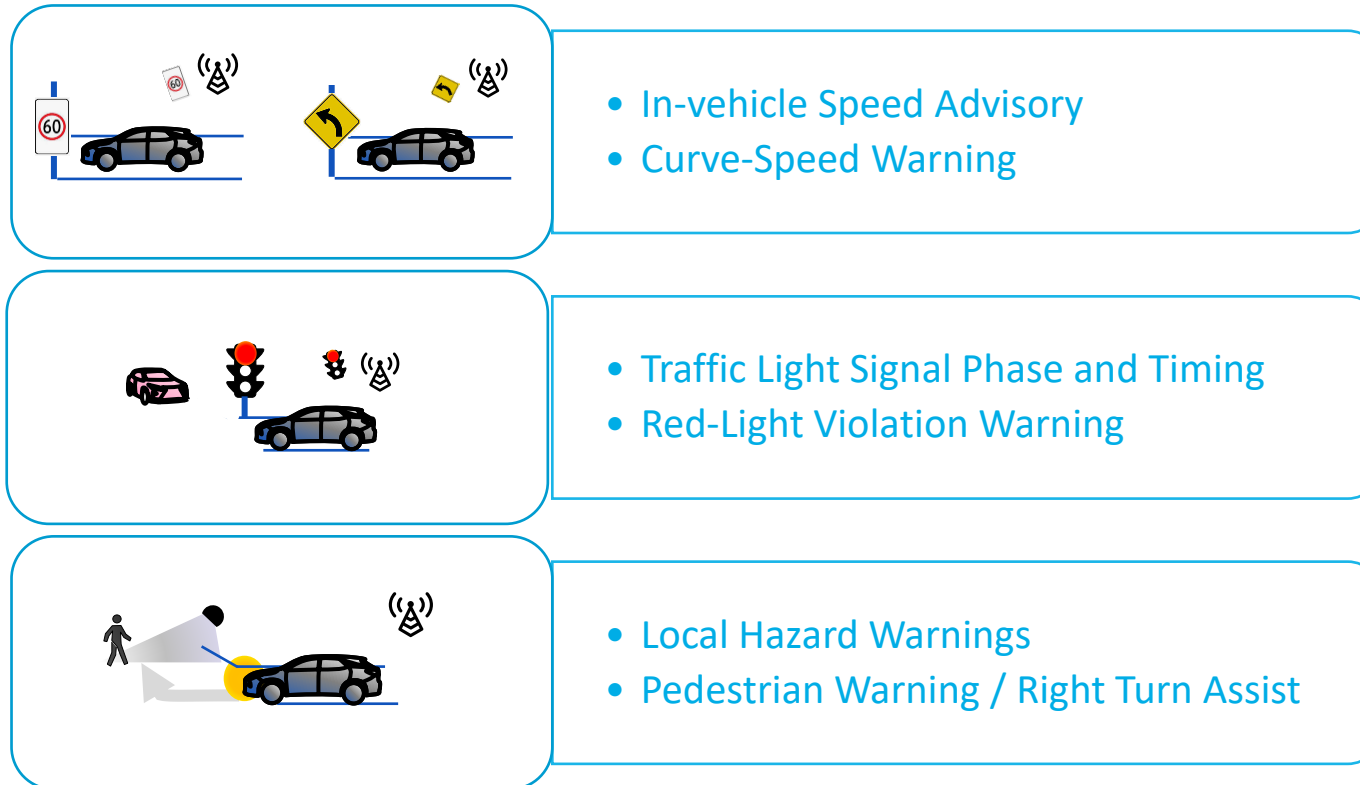 60
60
• In-vehicle Speed Advisory
• Curve-Speed Warning
• Traffic Light Signal Phase and Timing
• Red-Light Violation Warning
• Local Hazard Warnings
• Pedestrian Warning / Right Turn Assist